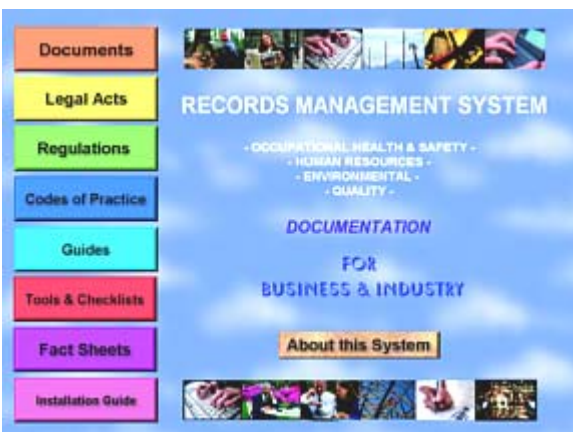 Documents
Legal Acts
Regulations
Codes of Practice
Guides
Tools & Checklists
Fact Sheets
Installation Guide
RECORDS MANAGEMENT SYSTEM
- OCCUPATIONAL HEALTH & SAFETY -
- HUMAN RESOURCES -
- ENVIRONMENTAL -
- QUALITY -
DOCUMENTATION
FOR
BUSINESS & INDUSTRY
About this System